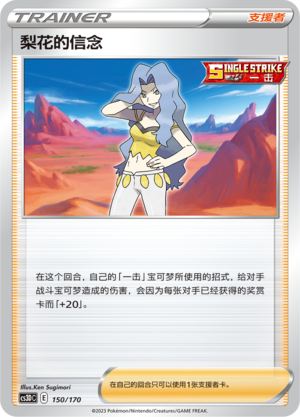 TRAINER
支援者
梨花的信念
SINGLE STRIKE
一击
在这个回合，自己的「一击」宝可梦所使用的招式，给对手
战斗宝可梦造成的伤害，会因为每张对手已经获得的奖赏
卡而「+20」。
Illus.Ken Sugimori
CS3D C E 150/170
在自己的回合只可以使用1张支援者卡。
©2023 Pokémon/Nintendo/Creatures/GAME FREAK.